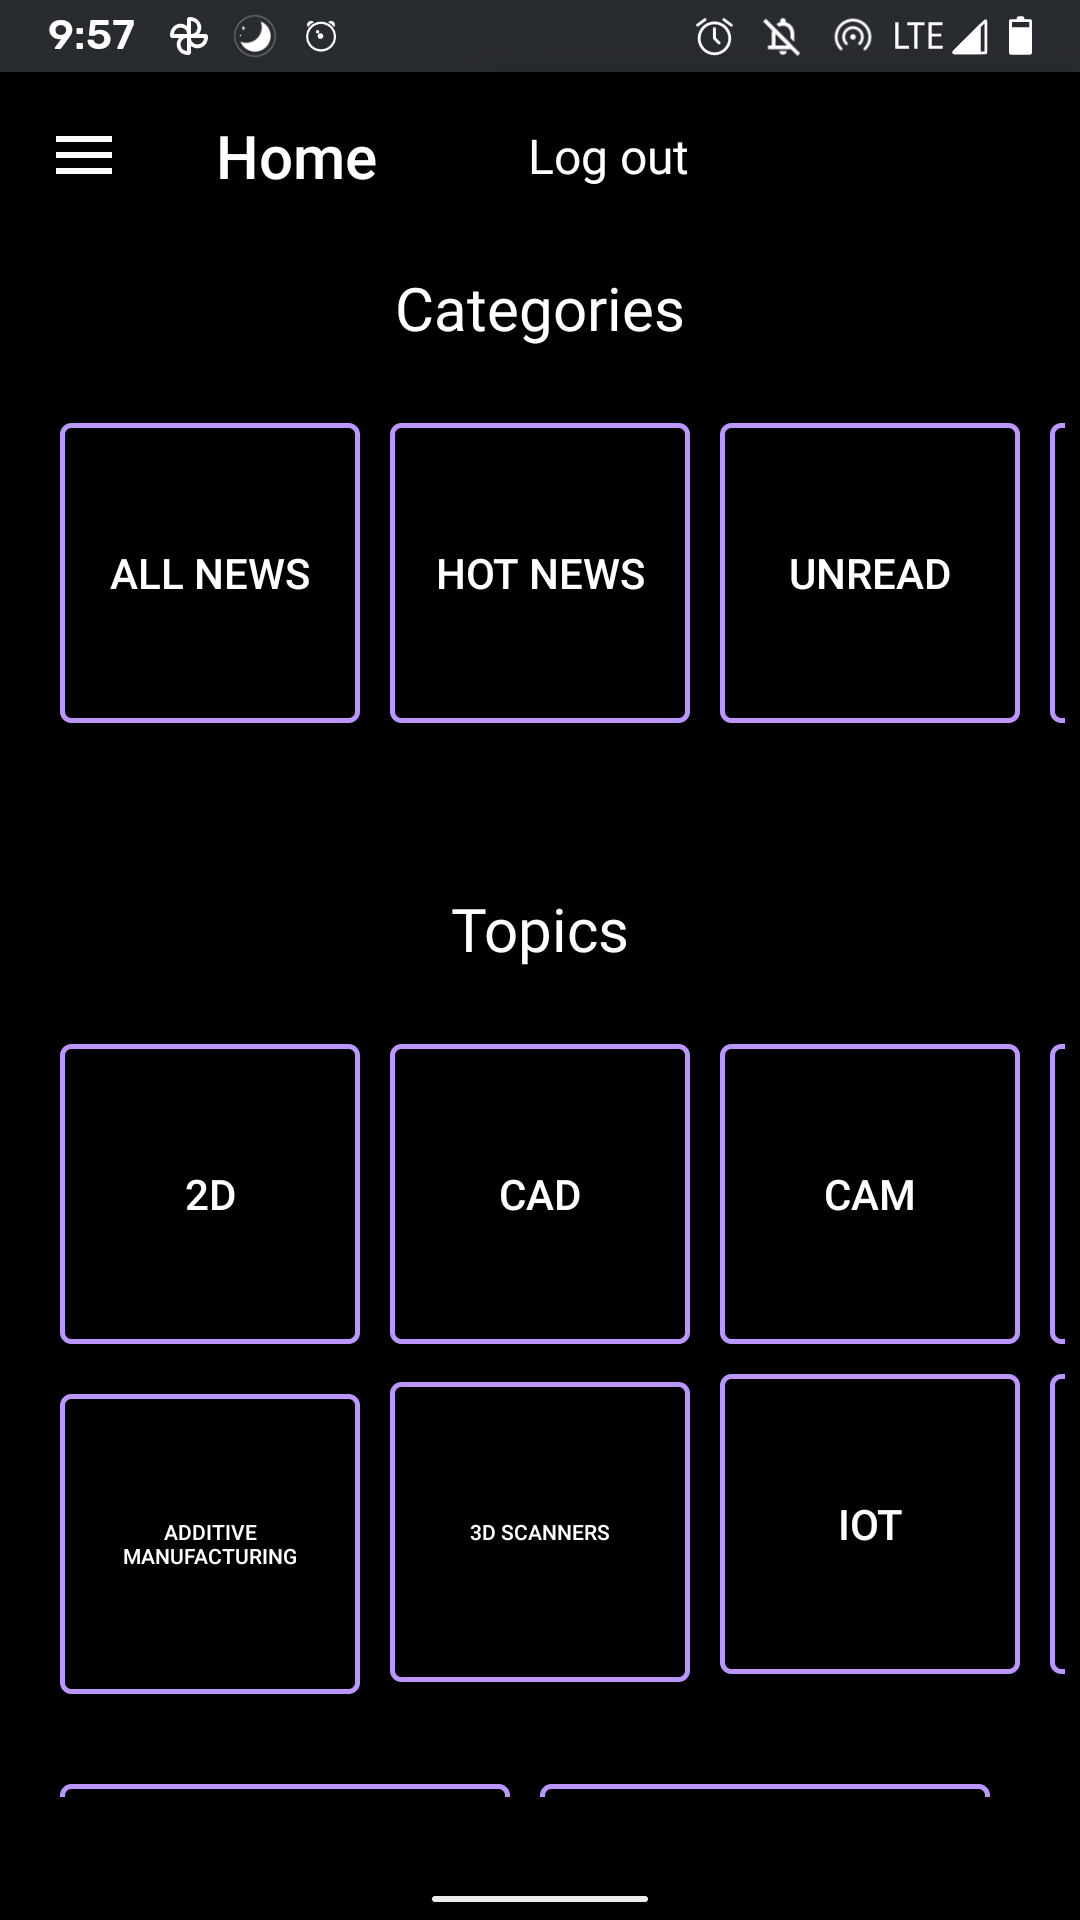 9:57
LTE
Home
Log out
Categories
ALL NEWS
HOT NEWS
UNREAD
Topics
2D
CAD
CAM
ADDITIVE
MANUFACTURING
3D SCANNERS
IOT